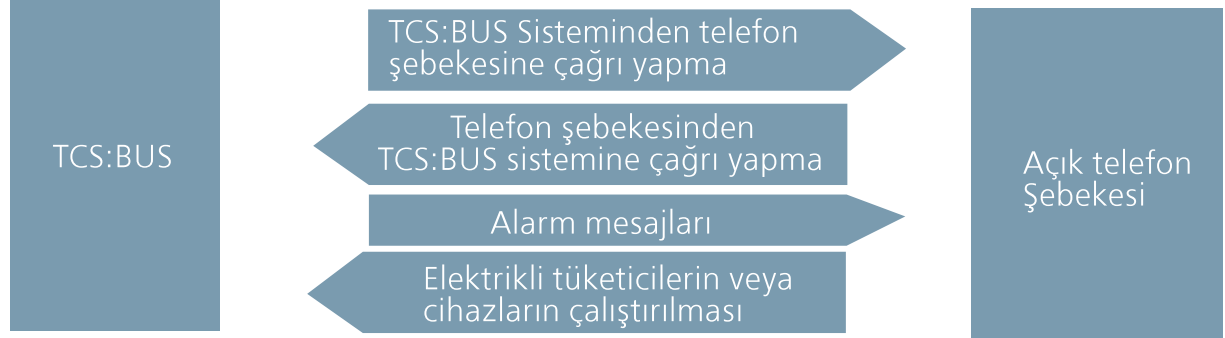 TCS:BUS
TCS:BUS Sisteminden telefon
şebekesine çağrı yapma
Telefon şebekesinden
TCS:BUS sistemine çağrı yapma
Alarm mesajları
Elektrikli tüketicilerin veya
cihazların çalıştırılması
Açık telefon
Şebekesi